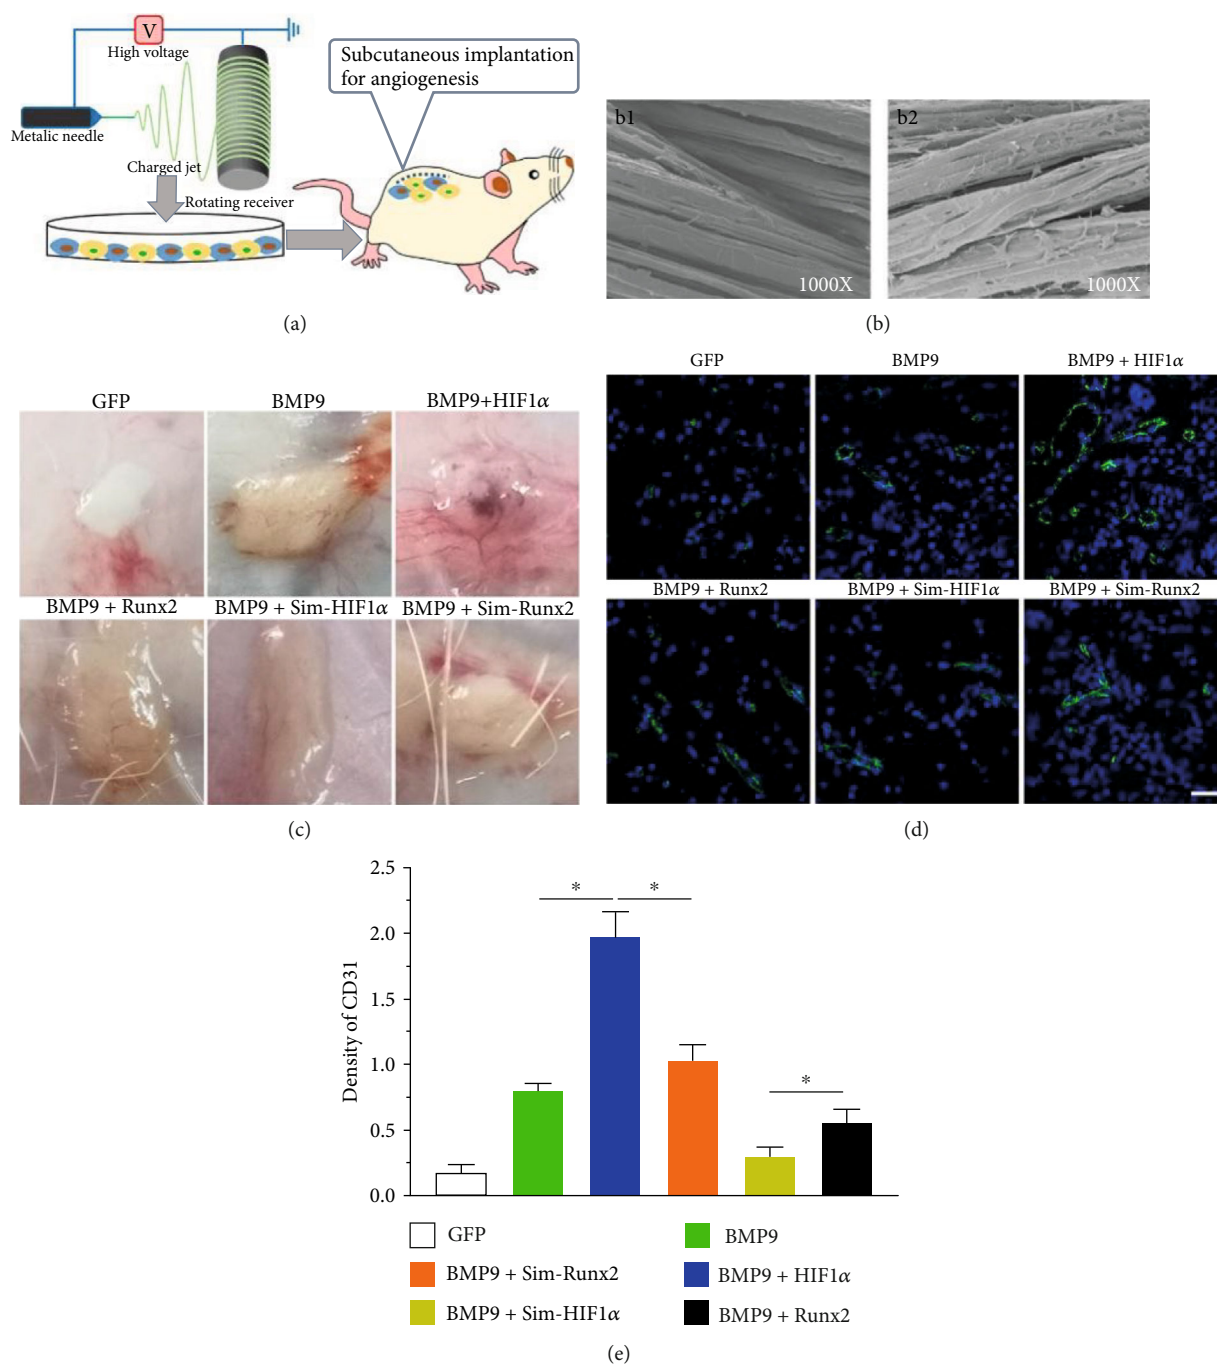 V
High voltage
Metalic needle
Charged jet
Rotating receiver
Subcutaneous implantation
for angiogenesis
(a)
b1
1000X
b2
1000X
(b)
GFP
BMP9
BMP9+HIF1α
BMP9 + Runx2
BMP9 + Sim-HIF1α
BMP9 + Sim-Runx2
(c)
GFP
BMP9
BMP9 + HIF1α
BMP9 + Runx2
BMP9 + Sim-HIF1α
BMP9 + Sim-Runx2
(d)
Density of CD31
2.5
2.0
1.5
1.0
0.5
0.0
*
*
*
GFP
BMP9
BMP9 + Sim-Runx2
BMP9 + HIF1α
BMP9 + Sim-HIF1α
BMP9 + Runx2
(e)